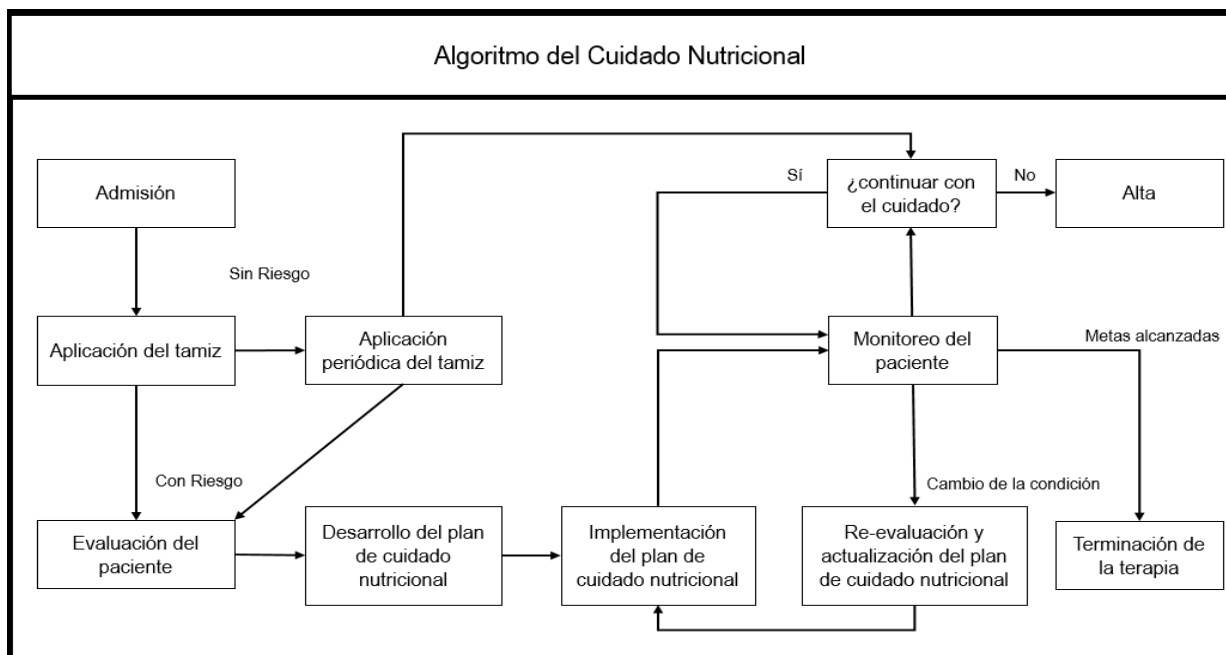 Algoritmo del Cuidado Nutricional
Admisión
Sí
¿continuar con
el cuidado?
No
Alta
Sin Riesgo
Aplicación del tamiz
Aplicación
periódica del tamiz
Monitoreo del
paciente
Metas alcanzadas
Con Riesgo
Cambio de la condición
Evaluación del
paciente
Desarrollo del plan
de cuidado
nutricional
Implementación
del plan de
cuidado nutricional
Re-evaluación y
actualización del plan
de cuidado nutricional
Terminación de
la terapia